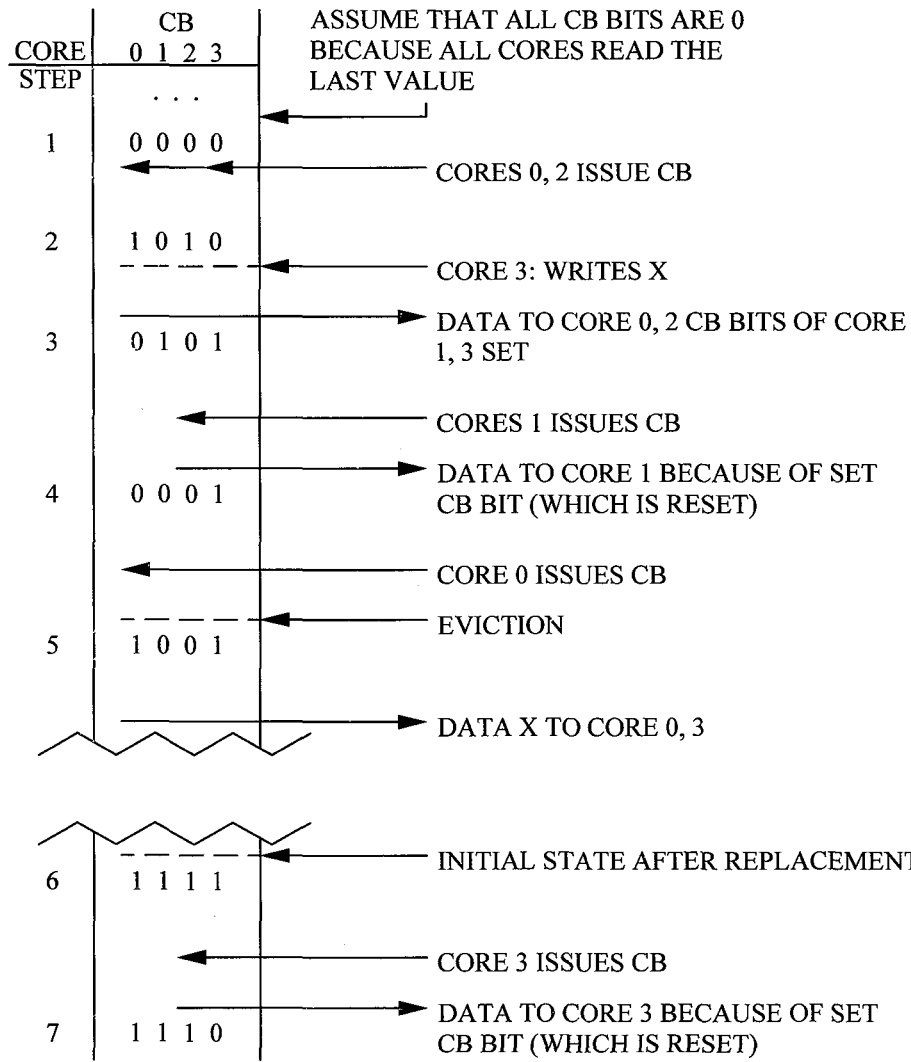 CB
ASSUME THAT ALL CB BITS ARE 0
CORE 0 1 2 3
BECAUSE ALL CORES READ THE
STEP
LAST VALUE
. . .
1 0 0 0 0
CORES 0, 2 ISSUE CB
2 1 0 1 0
CORE 3: WRITES X
DATA TO CORE 0, 2 CB BITS OF CORE
3 0 1 0 1
1, 3 SET
CORES 1 ISSUES CB
DATA TO CORE 1 BECAUSE OF SET
4 0 0 0 1
CB BIT (WHICH IS RESET)
CORE 0 ISSUES CB
EVICTION
5 1 0 0 1
DATA X TO CORE 0, 3
INITIAL STATE AFTER REPLACEMENT
6 1 1 1 1
CORE 3 ISSUES CB
DATA TO CORE 3 BECAUSE OF SET
7 1 1 1 0
CB BIT (WHICH IS RESET)